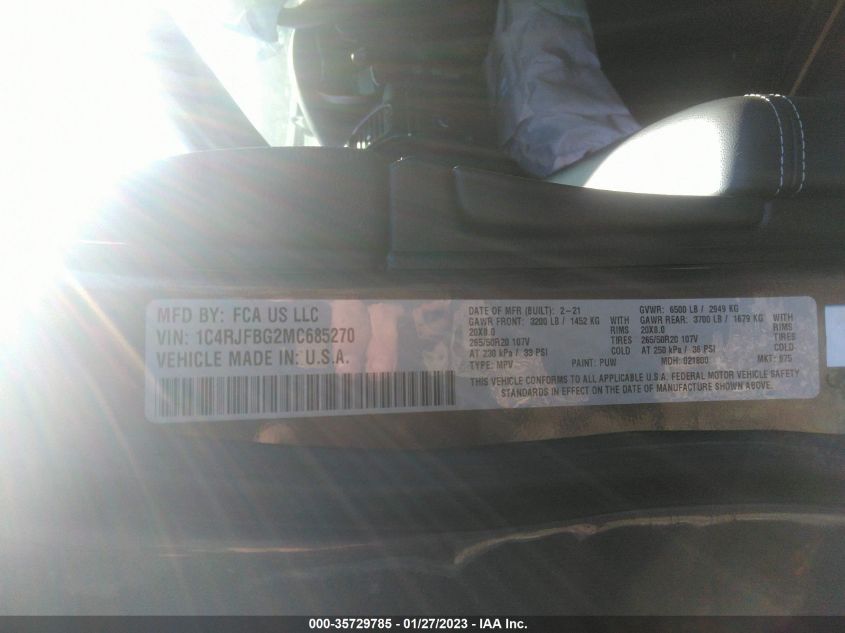 MFD BY: FCA US LLC
VIN: 1C4RJFBG2MC685270
VEHICLE MADE IN: U.S.A.
DATE OF MFR (BUILT): 2-21
GAWR FRONT: 3200 LB / 1452 KG WITH
20X8.0 RIMS
265/50R20 107V TIRES
AT 230 kPa / 33 PSI COLD
TYPE: MPV PAINT: PUW
GVWR: 6500 LB / 2949 KG
GAWR REAR: 3700 LB / 1679 KG WITH
20X8.0 RIMS
265/50R20 107V TIRES
AT 250 kPa / 36 PSI COLD
MDH: 021800 MKT: 875
THIS VEHICLE CONFORMS TO ALL APPLICABLE U.S.A. FEDERAL MOTOR VEHICLE SAFETY
STANDARDS IN EFFECT ON THE DATE OF MANUFACTURE SHOWN ABOVE.
000-35729785 - 01/27/2023 - IAA Inc.